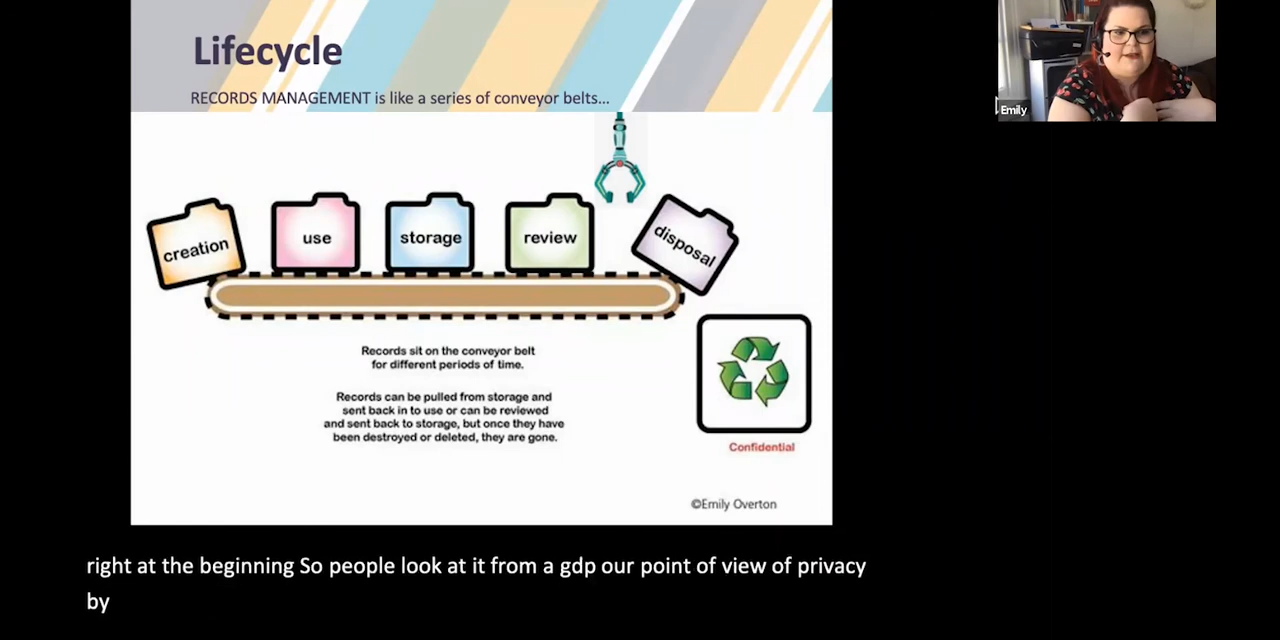 Lifecycle
RECORDS MANAGEMENT is like a series of conveyor belts...
Emily
creation
use
storage
review
disposal
Records sit on the conveyor belt
for different periods of time.
Records can be pulled from storage and
sent back in to use or can be reviewed
and sent back to storage, but once they have
been destroyed or deleted, they are gone.
Confidential
©Emily Overton
right at the beginning So people look at it from a gdp our point of view of privacy
by